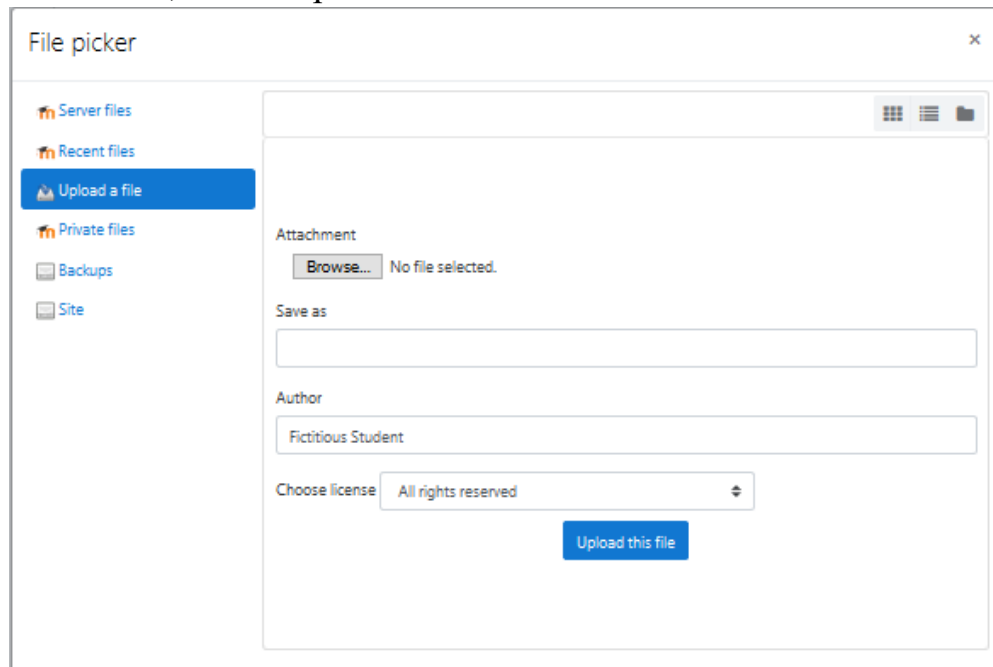 File picker
×
Server files
Recent files
Upload a file
Private files
Backups
Site
Attachment
Browse... No file selected.
Save as
Author
Fictitious Student
Choose license All rights reserved
Upload this file